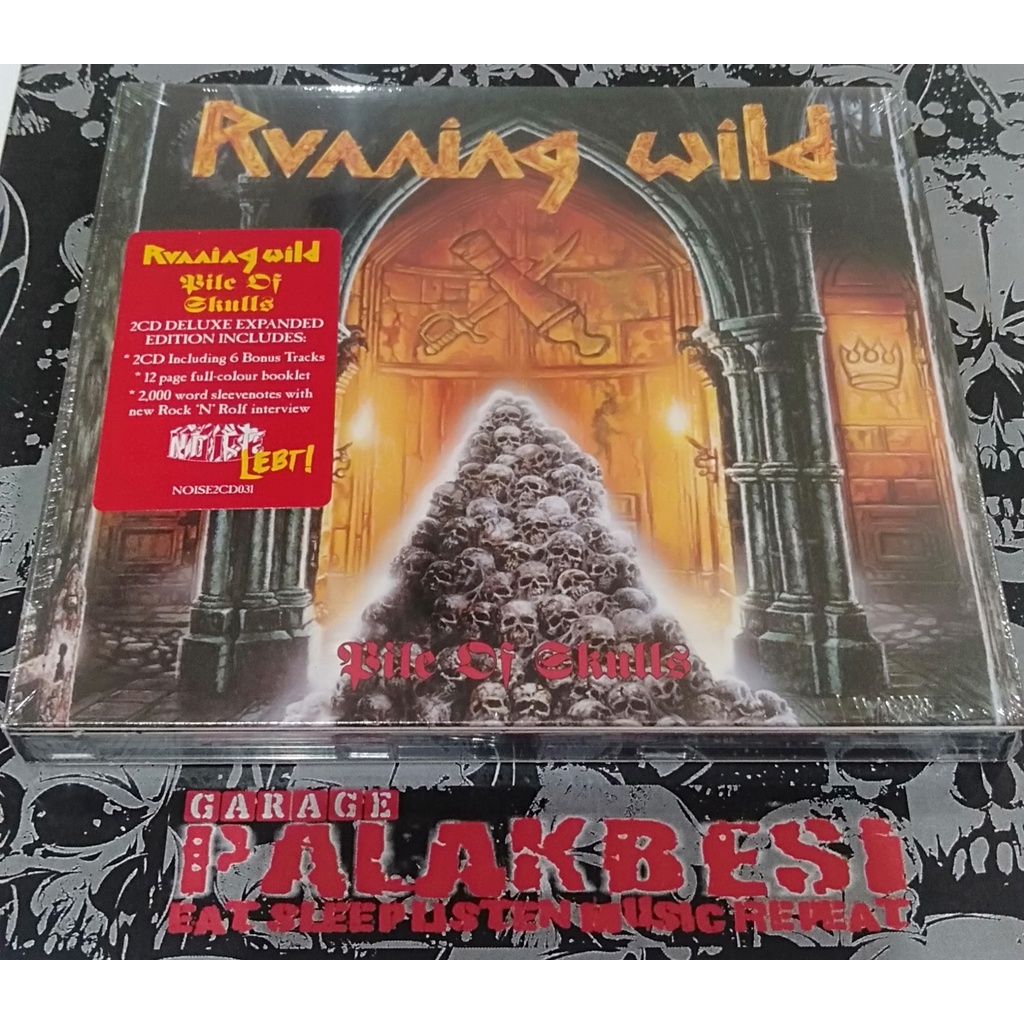 Running Wild
Running Wild
Pile Of
Skulls
2CD DELUXE EXPANDED
EDITION INCLUDES:
* 2CD Including 6 Bonus Tracks
* 12 page full-colour booklet
* 2,000 word sleevenotes with
new Rock 'N' Rolf interview
LEBT!
NOISE2CD031
Pile Of Skulls
GARAGE
PALAKBESI
EAT SLEEP LISTEN MUSIC REPEAT